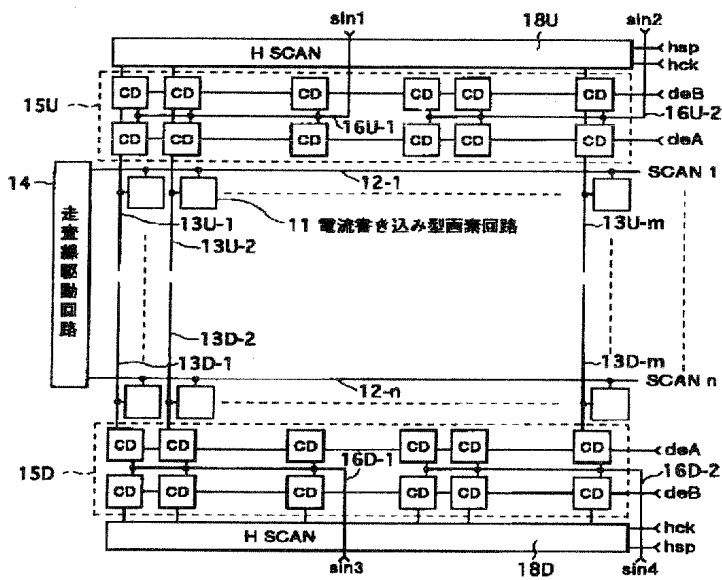 sin1 18U sin2
H SCAN hsp
hck
15U CD CD CD CD CD CD deB
16U-1 16U-2
CD CD CD CD CD CD deA
14 12-1 SCAN 1
13U-1 11 電流書き込み型画素回路 13U-m
13U-2
走査線駆動回路
13D-2
13D-1 13D-m
12-n SCAN n
CD CD CD CD CD CD deA
15D 16D-1 16D-2
CD CD CD CD CD CD deB
hck
H SCAN hsp
sin3 18D sin4